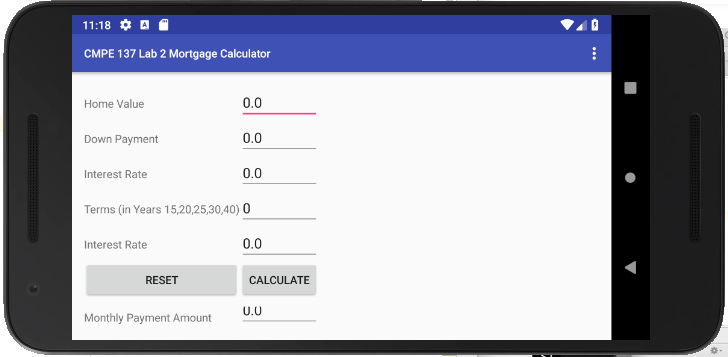 11:18 A
CMPE 137 Lab 2 Mortgage Calculator
Home Value 0.0
Down Payment 0.0
Interest Rate 0.0
Terms (in Years 15,20,25,30,40) 0
Interest Rate 0.0
RESET CALCULATE
Monthly Payment Amount 0.0